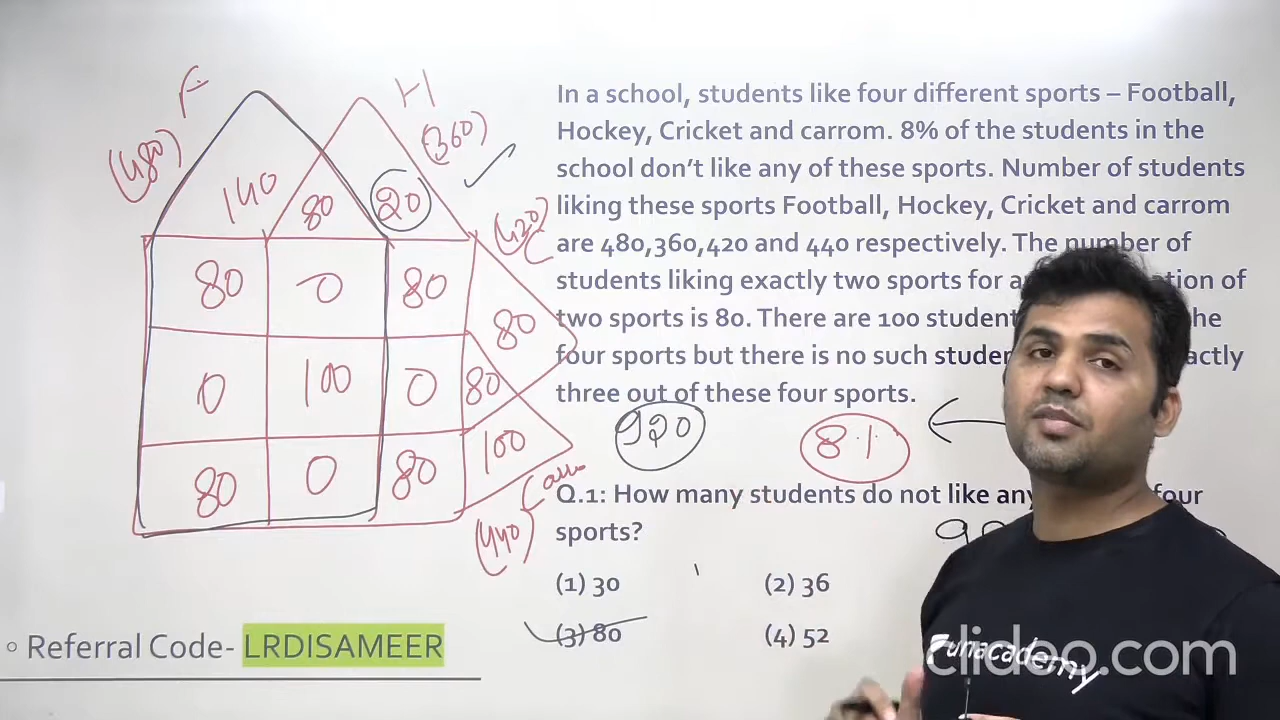 F H
(480) (360)
140 80 20
(420)
C
80 0 80 80
0 100 0 80
80 0 80 100
Carrom
(440)
In a school, students like four different sports – Football,
Hockey, Cricket and carrom. 8% of the students in the
school don't like any of these sports. Number of students
liking these sports Football, Hockey, Cricket and carrom
are 480,360,420 and 440 respectively. The number of
students liking exactly two sports for a
tion of
two sports is 80. There are 100 student
he
four sports but there is no such studen
actly
three out of these four sports.
920 8%
Q.1: How many students do not like any
four
sports?
(1) 30 (2) 36
(3) 80 (4) 52
◦ Referral Code- LRDISAMEER
unacademy
clideo.com